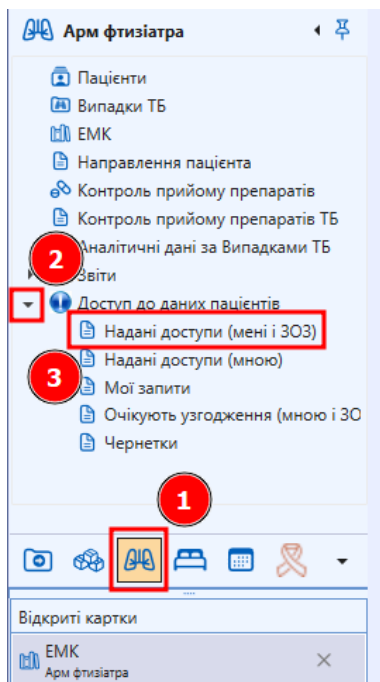 Арм фтизіатра
Пацієнти
Випадки ТБ
ЕМК
Направлення пацієнта
Контроль прийому препаратів
Контроль прийому препаратів ТБ
2
Аналітичні дані за Випадками ТБ
Звіти
Доступ до даних пацієнтів
Надані доступи (мені і ЗОЗ)
Надані доступи (мною)
3
Мої запити
Очікують узгодження (мною і ЗО
Чернетки
1
Відкриті картки
ЕМК
Арм фтизіатра